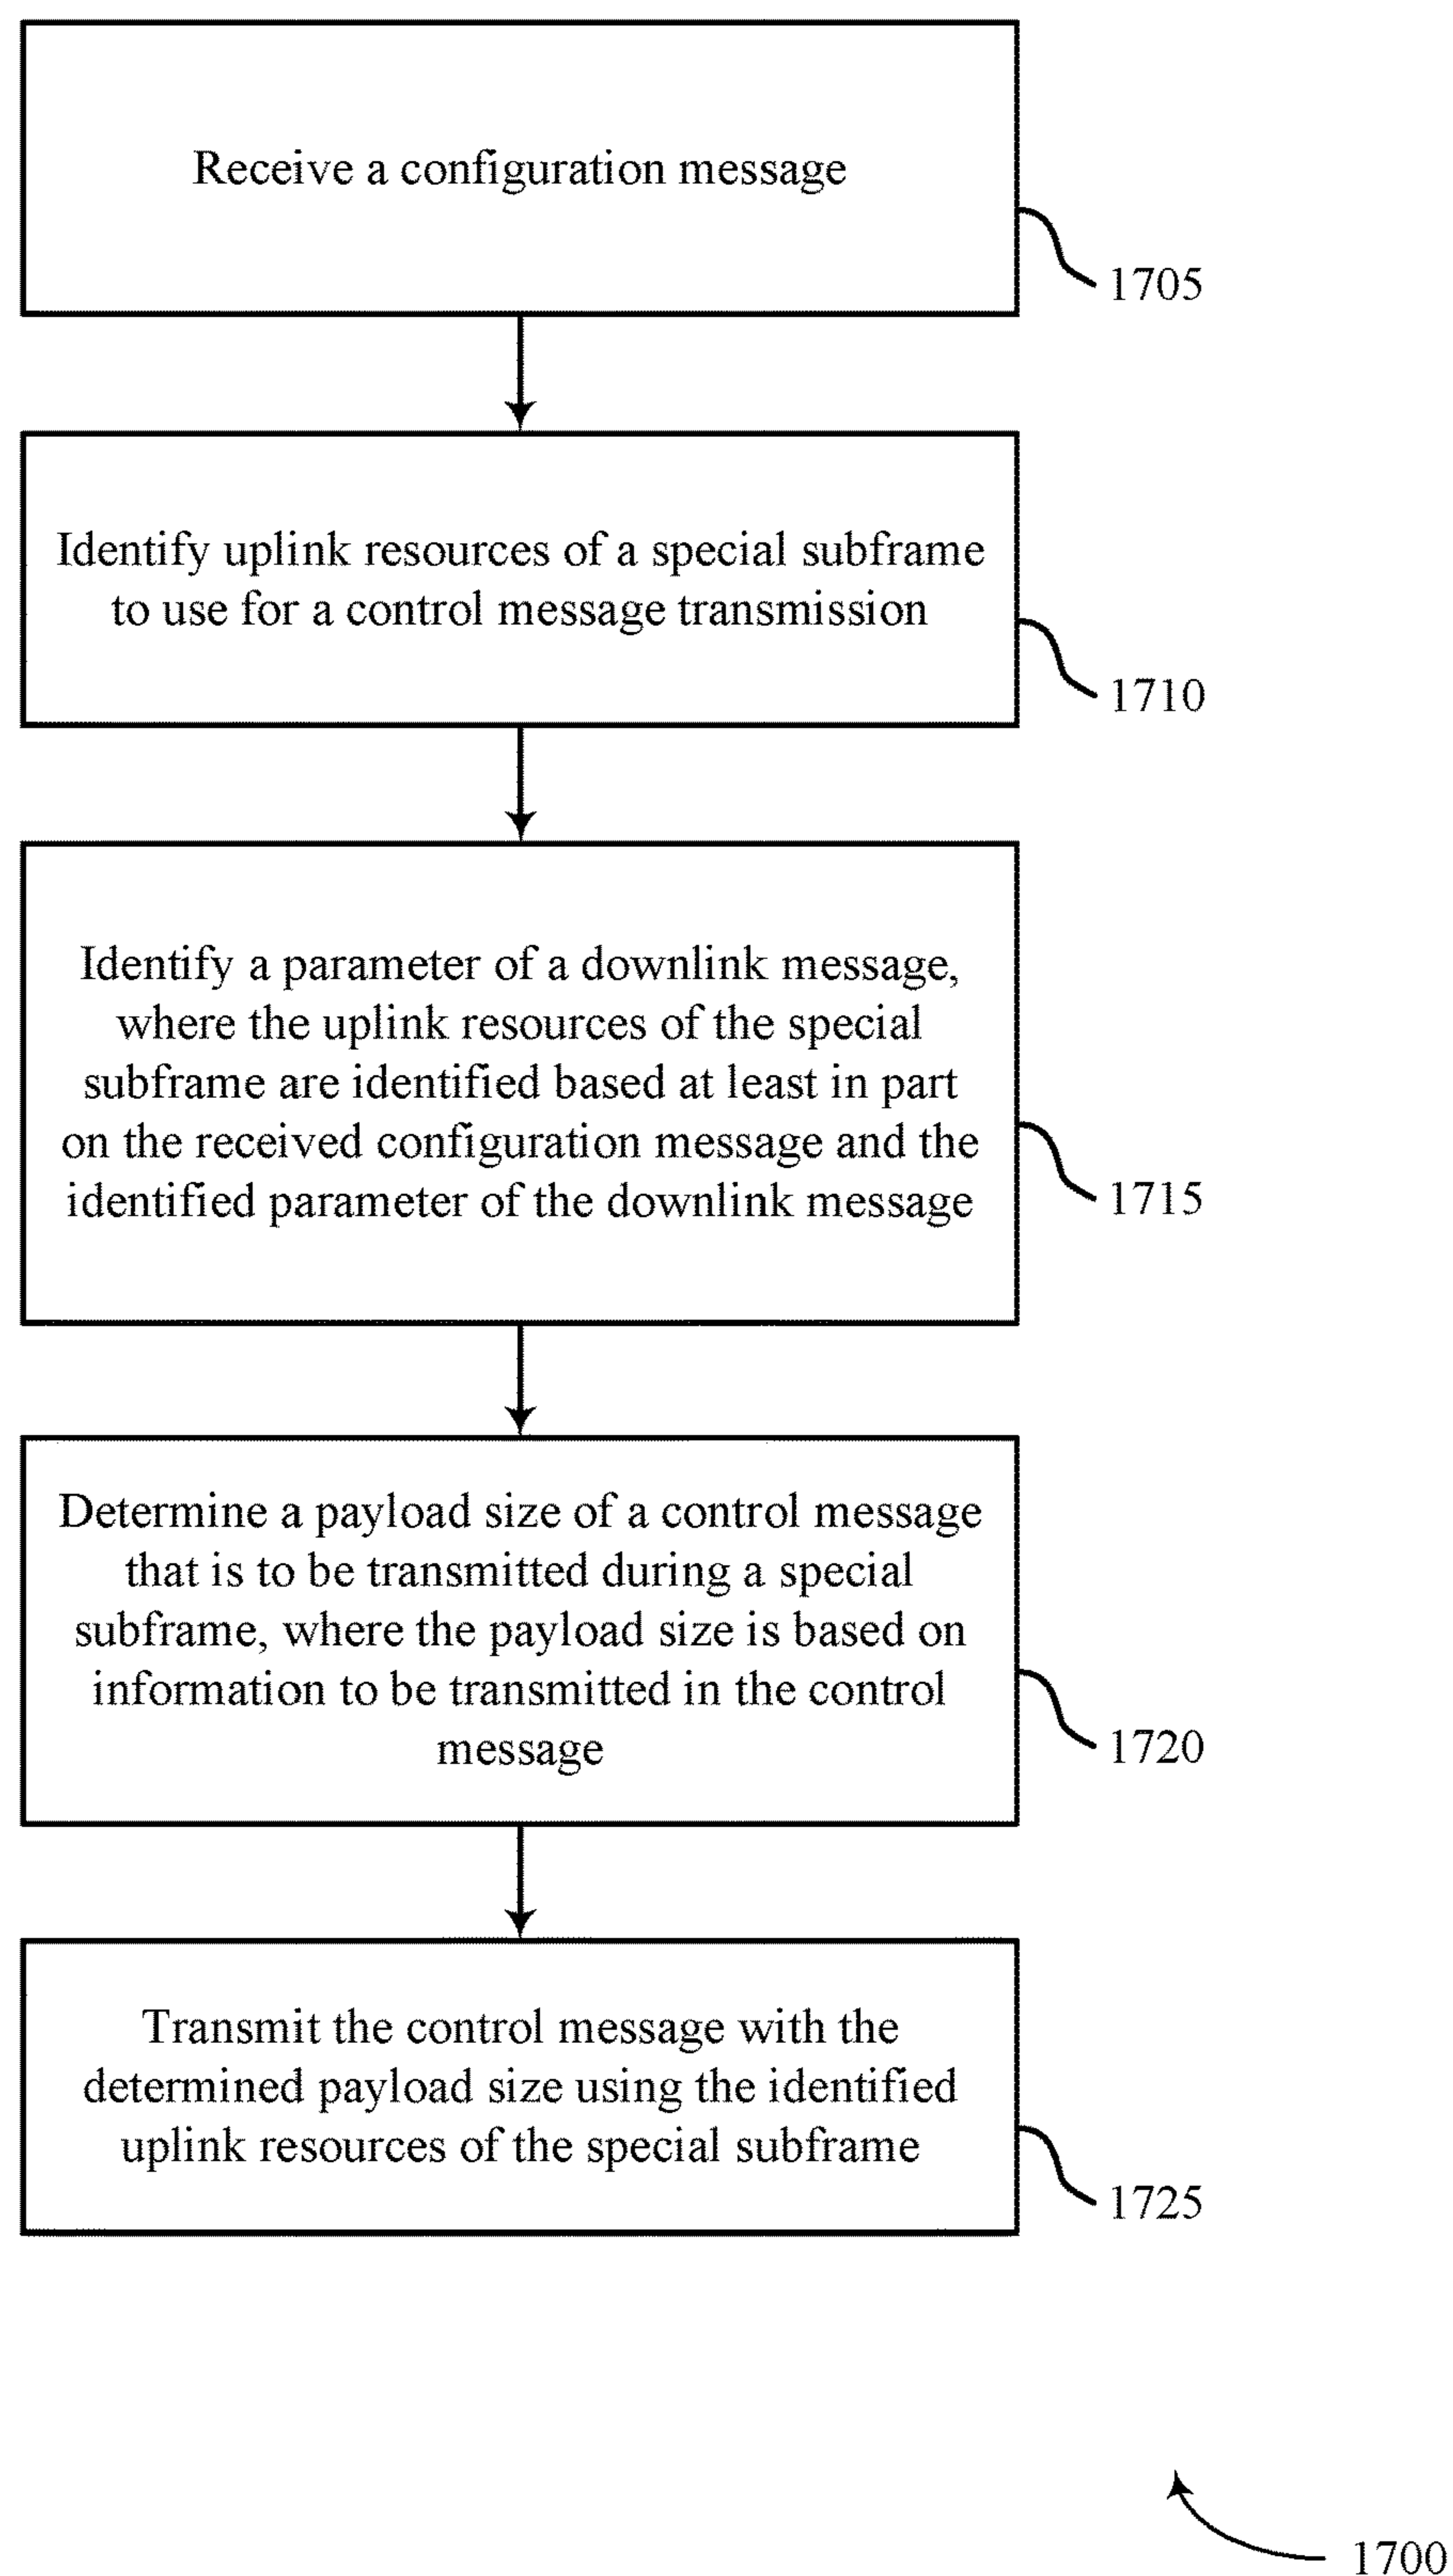 Receive a configuration message
1705
Identify uplink resources of a special subframe
to use for a control message transmission
1710
Identify a parameter of a downlink message,
where the uplink resources of the special
subframe are identified based at least in part
on the received configuration message and the
identified parameter of the downlink message
1715
Determine a payload size of a control message
that is to be transmitted during a special
subframe, where the payload size is based on
information to be transmitted in the control
message
1720
Transmit the control message with the
determined payload size using the identified
uplink resources of the special subframe
1725
1700